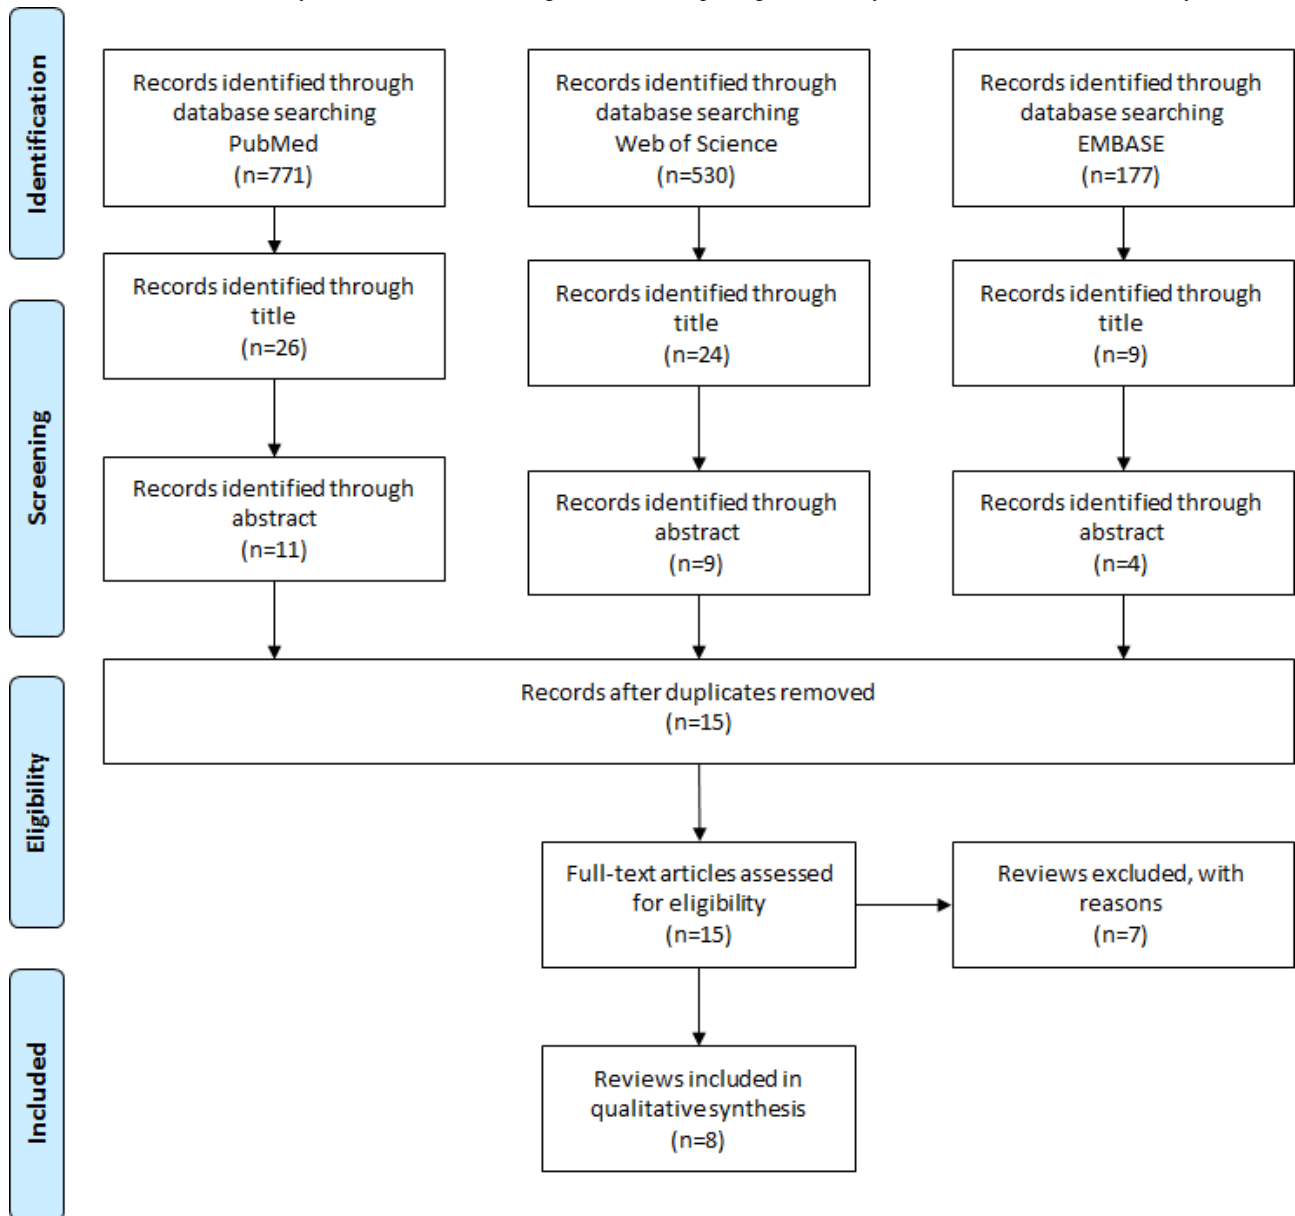 Identification
Records identified through
database searching
PubMed
(n=771)
Records identified through
database searching
Web of Science
(n=530)
Records identified through
database searching
EMBASE
(n=177)
Screening
Records identified through
title
(n=26)
Records identified through
title
(n=24)
Records identified through
title
(n=9)
Records identified through
abstract
(n=11)
Records identified through
abstract
(n=9)
Records identified through
abstract
(n=4)
Eligibility
Records after duplicates removed
(n=15)
Full-text articles assessed
for eligibility
(n=15)
Reviews excluded, with
reasons
(n=7)
Included
Reviews included in
qualitative synthesis
(n=8)